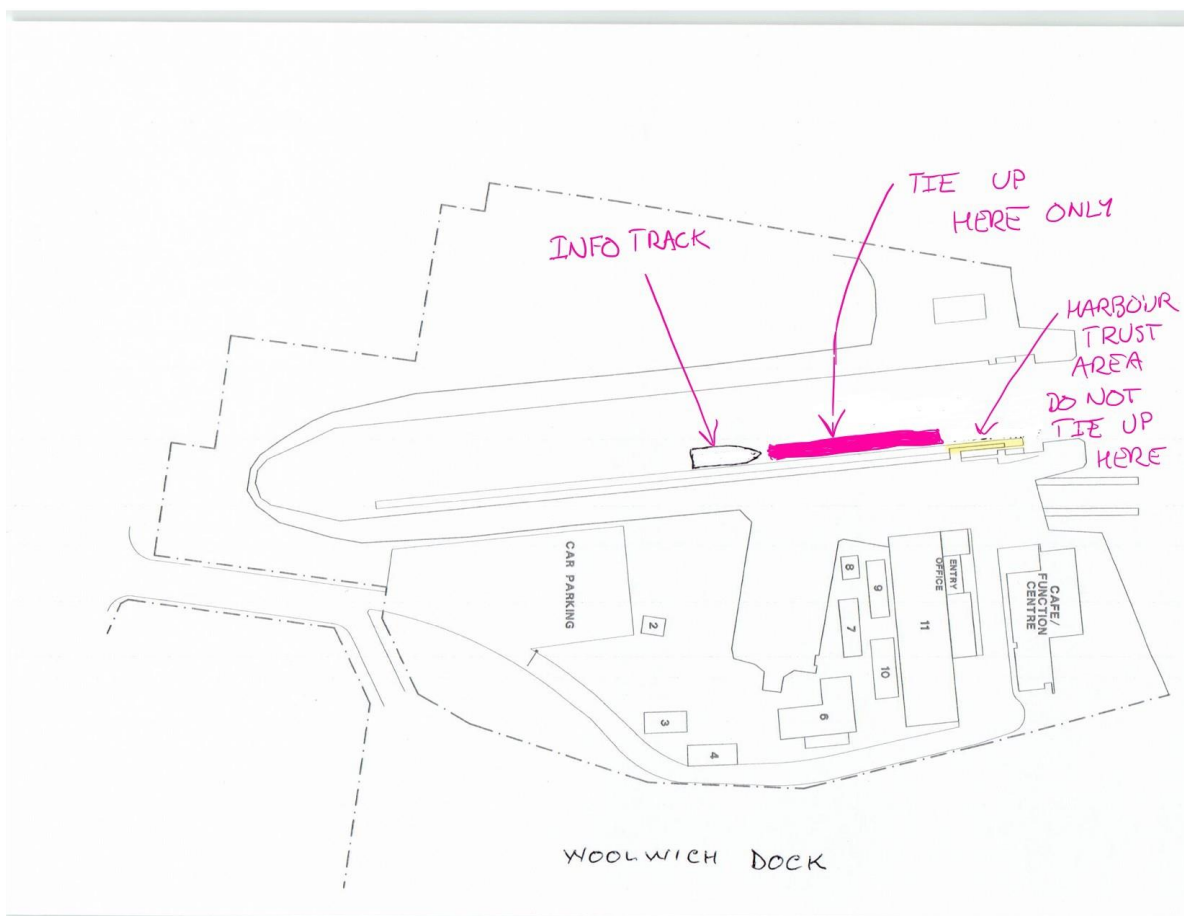 TIE UP
HERE ONLY
INFO TRACK
HARBOUR
TRUST
AREA
DO NOT
TIE UP
HERE
CAR PARKING
2
3
4
6
7
8
9
10
11
ENTRY
OFFICE
CAFE/
FUNCTION
CENTRE
WOOLWICH DOCK